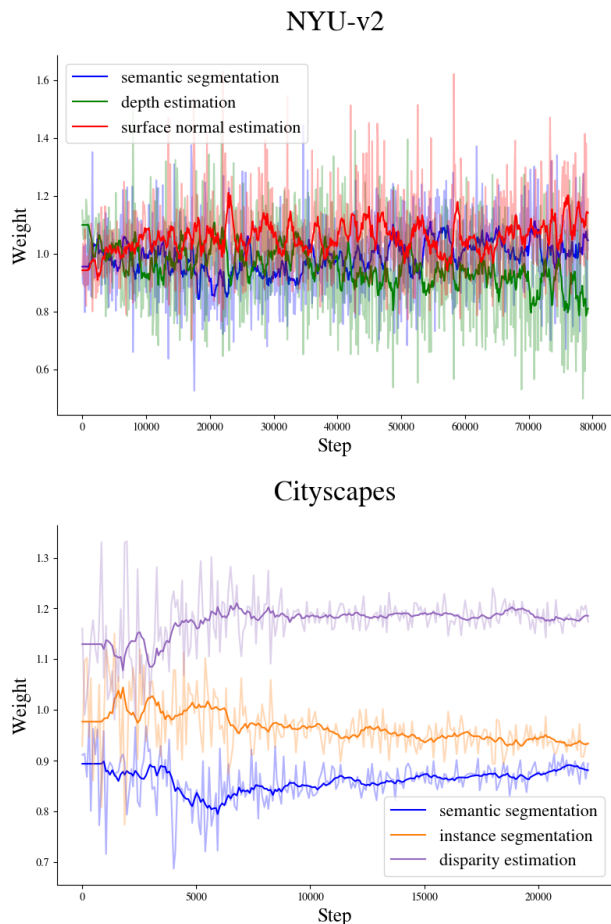 NYU-v2
1.6
1.4
1.2
1.0
0.8
0.6
Weight
semantic segmentation
depth estimation
surface normal estimation
0 10000 20000 30000 40000 50000 60000 70000 80000
Step
Cityscapes
1.3
1.2
1.1
1.0
0.9
0.8
0.7
Weight
semantic segmentation
instance segmentation
disparity estimation
0 5000 10000 15000 20000
Step